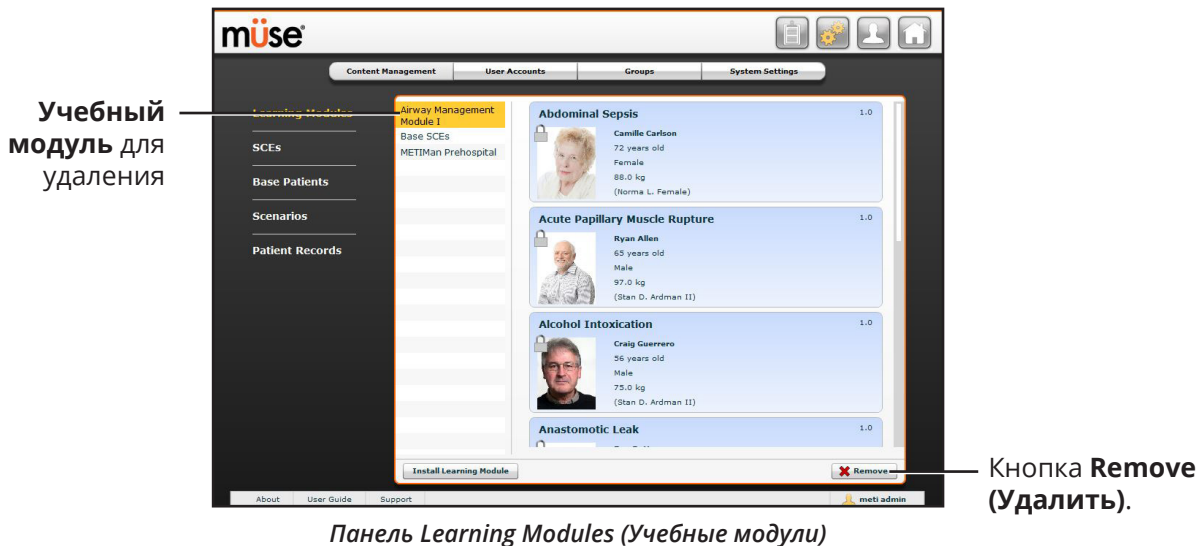 müse
Content Management
User Accounts
Groups
System Settings
Учебный
модуль для
удаления
Learning Modules
SCEs
Base Patients
Scenarios
Patient Records
Airway Management
Module I
Base SCEs
METIMan Prehospital
Abdominal Sepsis
1.0
Camille Carlson
72 years old
Female
88.0 kg
(Norma L. Female)
Acute Papillary Muscle Rupture
1.0
Ryan Allen
65 years old
Male
97.0 kg
(Stan D. Ardman II)
Alcohol Intoxication
1.0
Craig Guerrero
56 years old
Male
75.0 kg
(Stan D. Ardman II)
Anastomotic Leak
1.0
Install Learning Module
Remove
Кнопка Remove
(Удалить).
About
User Guide
Support
meti admin
Панель Learning Modules (Учебные модули)